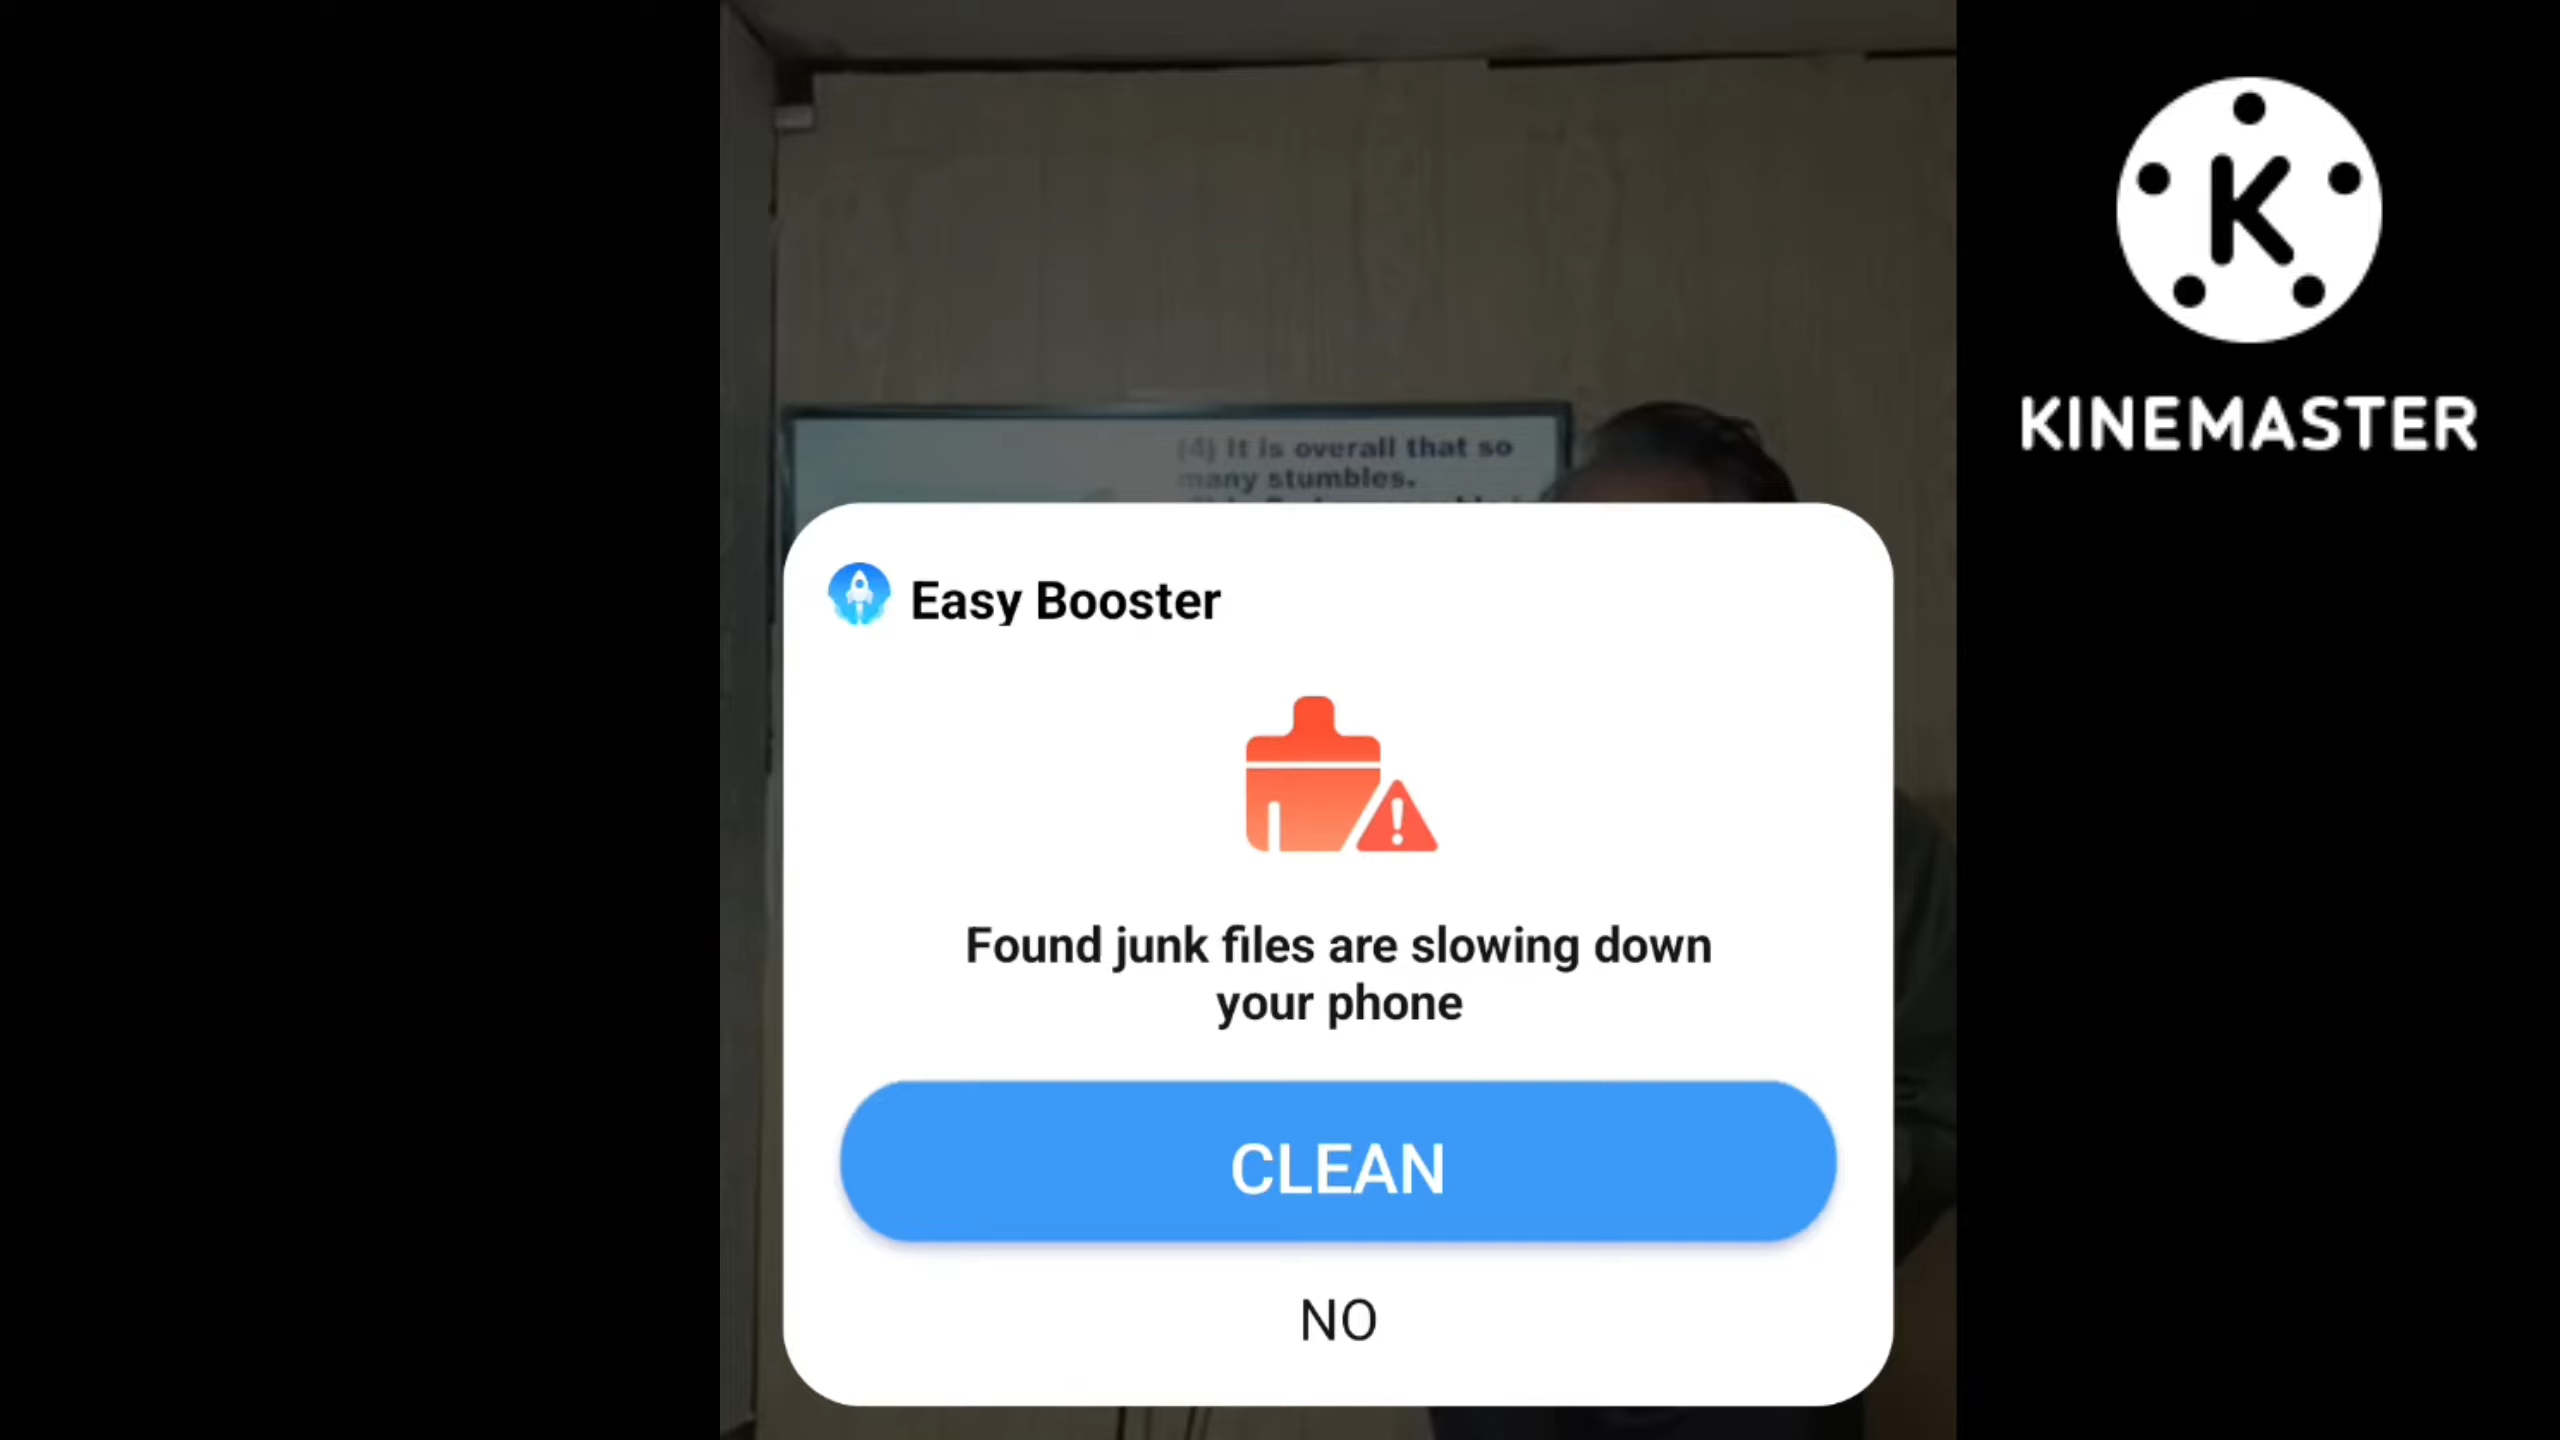 K
KINEMASTER
(4) It is overall that so
many stumbles.
Easy Booster
Found junk files are slowing down
your phone
CLEAN
NO